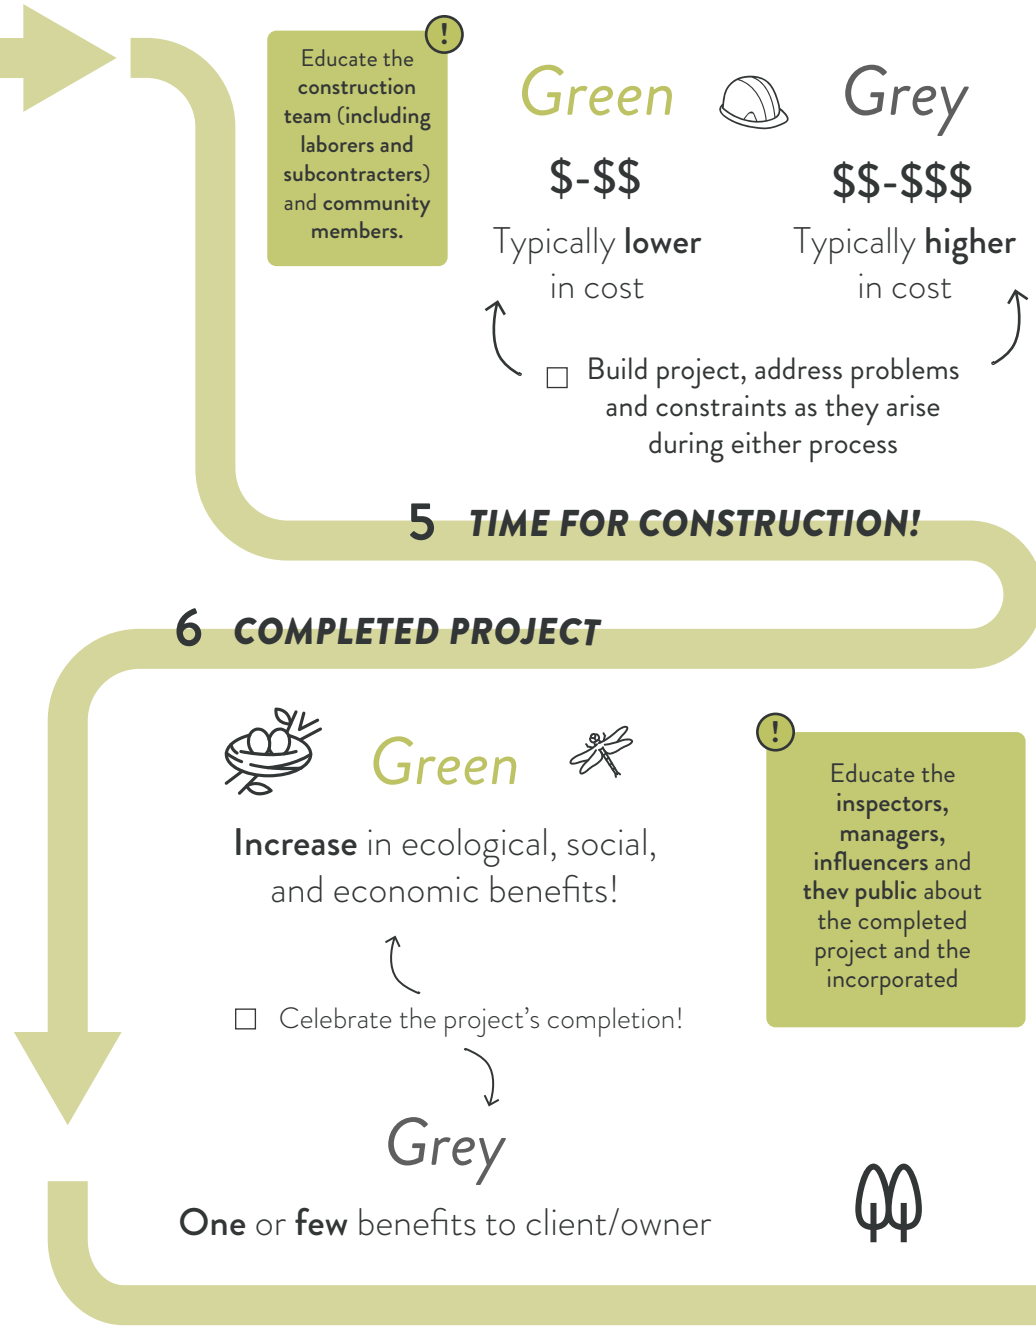 !
Educate the
construction
team (including
laborers and
subcontracters)
and community
members.
Green
Grey
$-$$
$$-$$$
Typically lower
in cost
Typically higher
in cost
Build project, address problems
and constraints as they arise
during either process
5 TIME FOR CONSTRUCTION!
6 COMPLETED PROJECT
Green
Increase in ecological, social,
and economic benefits!
!
Educate the
inspectors,
managers,
influencers and
thev public about
the completed
project and the
incorporated
Celebrate the project's completion!
Grey
One or few benefits to client/owner